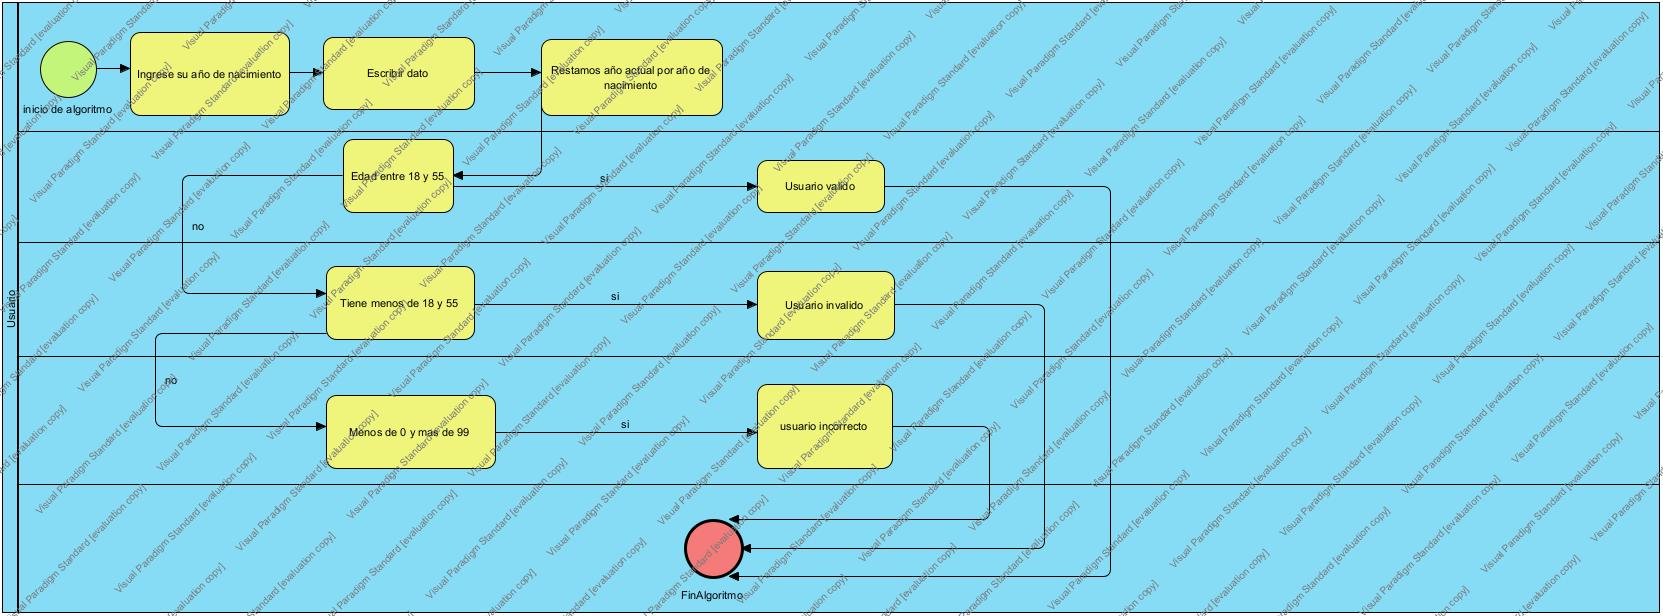 Ingrese su año de nacimiento
Escribir dato
Restamos año actual por año de
nacimiento
inicio de algoritmo
Edad entre 18 y 55
si
Usuario valido
no
Usuario
Tiene menos de 18 y 55
si
Usuario invalido
no
Menos de 0 y mas de 99
si
usuario incorrecto
FinAlgoritmo
Visual Paradigm Standard [evaluation copy]